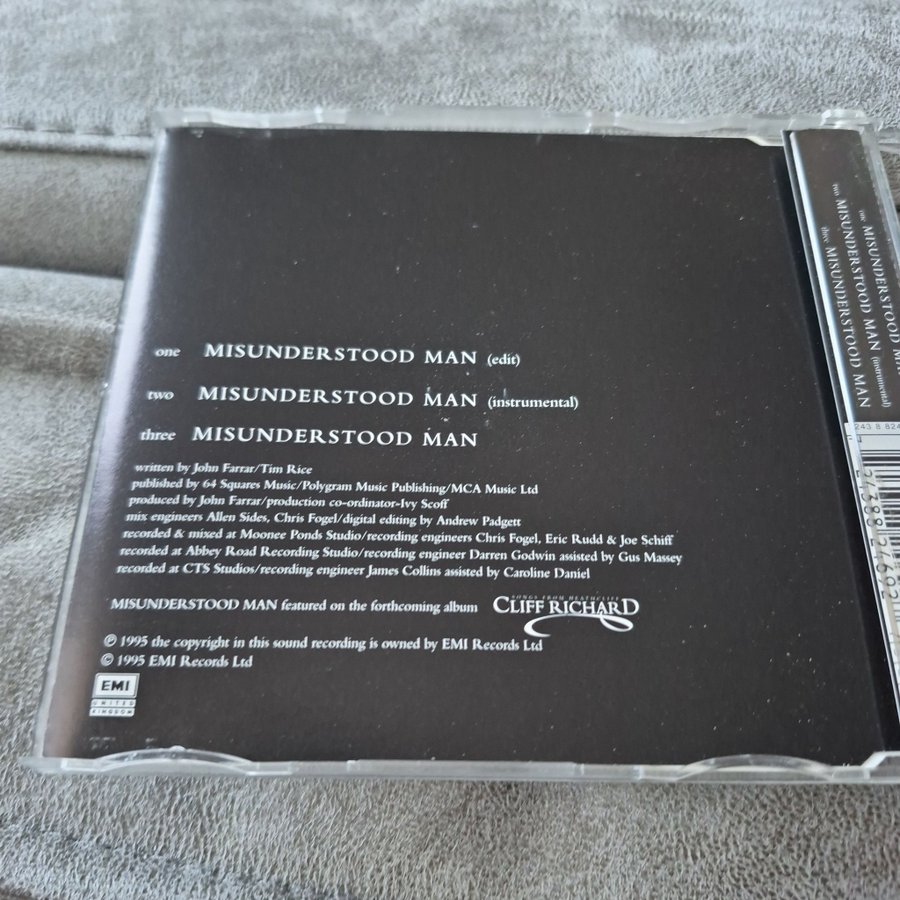 one MISUNDERSTOOD MAN (edit)
two MISUNDERSTOOD MAN (instrumental)
three MISUNDERSTOOD MAN
written by John Farrar/Tim Rice
published by 64 Squares Music/Polygram Music Publishing/MCA Music Ltd
produced by John Farrar/production co-ordinator-Ivy Scoff
mix engineers Allen Sides, Chris Fogel/digital editing by Andrew Padgett
recorded & mixed at Moonee Ponds Studio/recording engineers Chris Fogel, Eric Rudd & Joe Schiff
recorded at Abbey Road Recording Studio/recording engineer Darren Godwin assisted by Gus Massey
recorded at CTS Studios/recording engineer James Collins assisted by Caroline Daniel
MISUNDERSTOOD MAN featured on the forthcoming album
SONGS FROM HEATHCLIFF
CLIFF RICHARD
℗ 1995 the copyright in this sound recording is owned by EMI Records Ltd
© 1995 EMI Records Ltd
EMI
UNITED
KINGDOM
one MISUNDERSTOOD
two MISUNDERSTOOD MAN (instrumental)
three MISUNDERSTOOD MAN